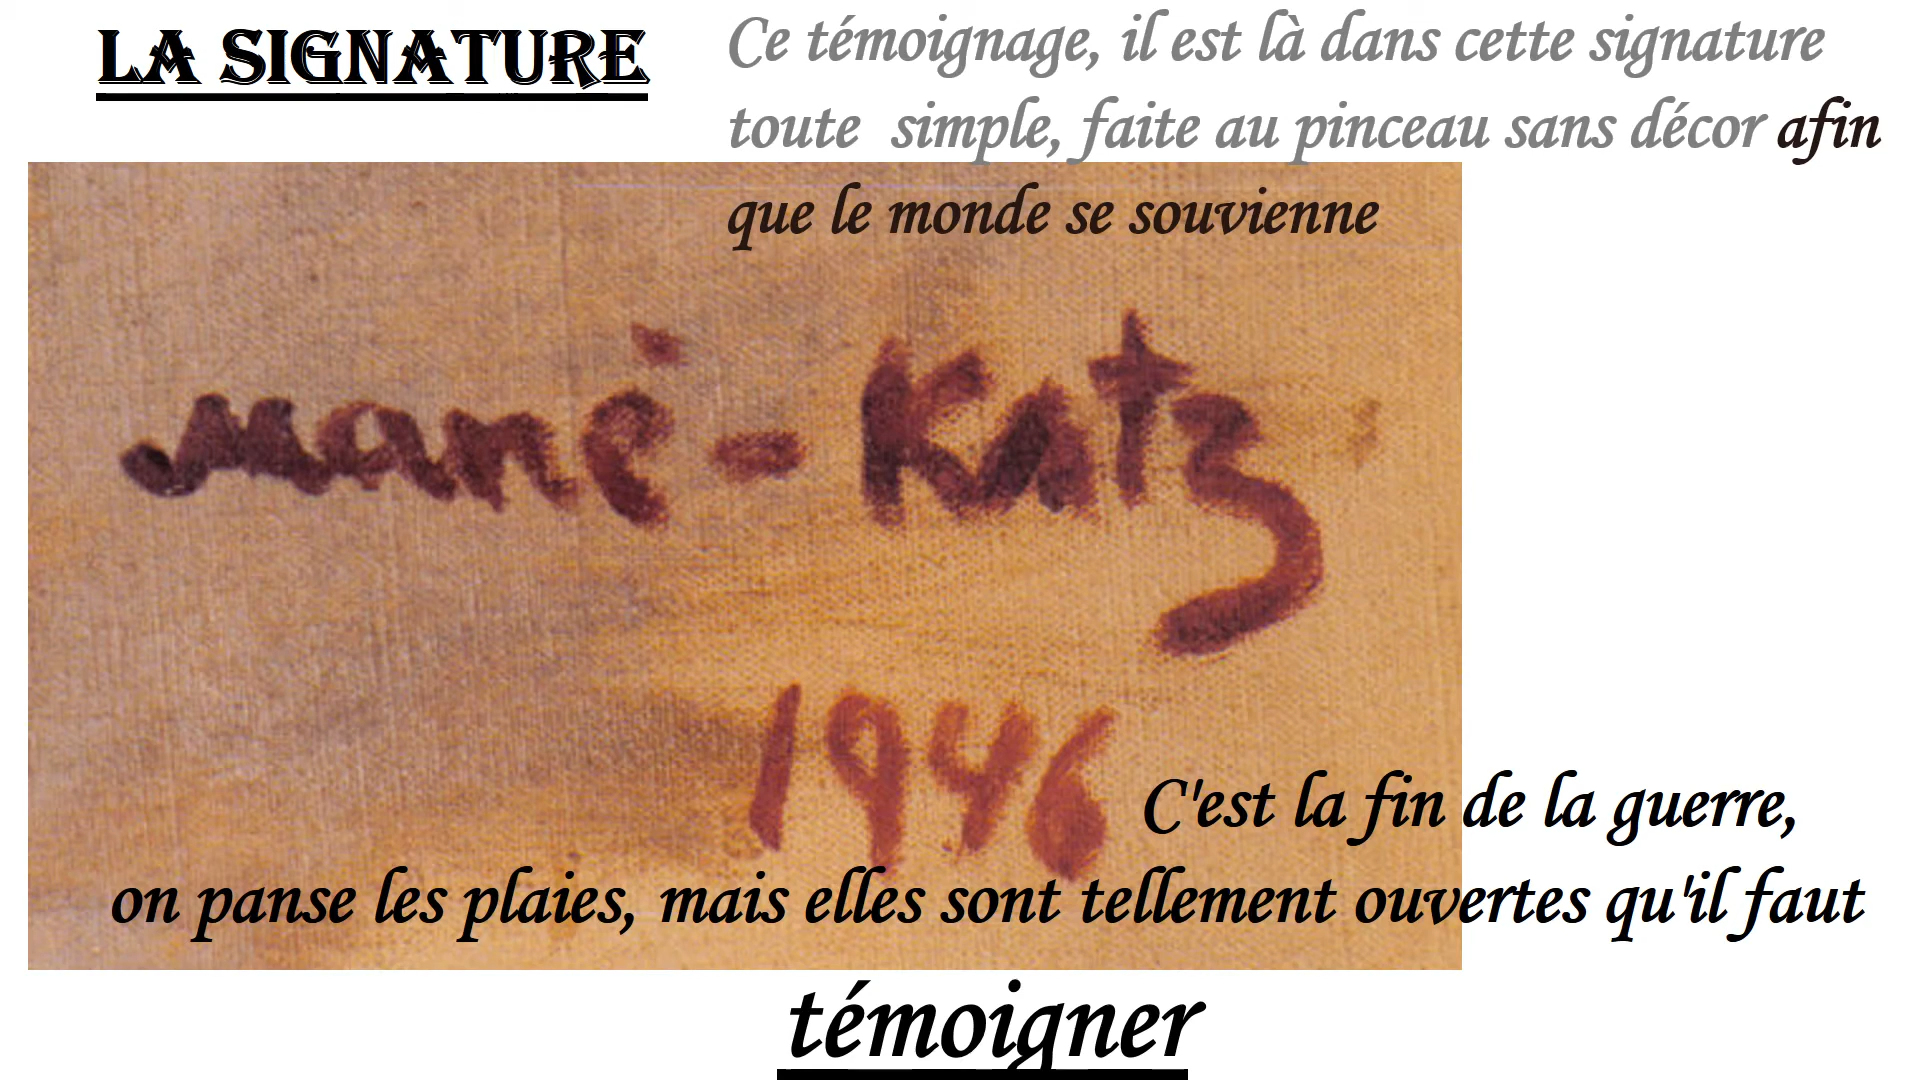 LA SIGNATURE
Ce témoignage, il est là dans cette signature
toute simple, faite au pinceau sans décor afin
que le monde se souvienne
mané-Katz
1946
C'est la fin de la guerre,
on panse les plaies, mais elles sont tellement ouvertes qu'il faut
témoigner